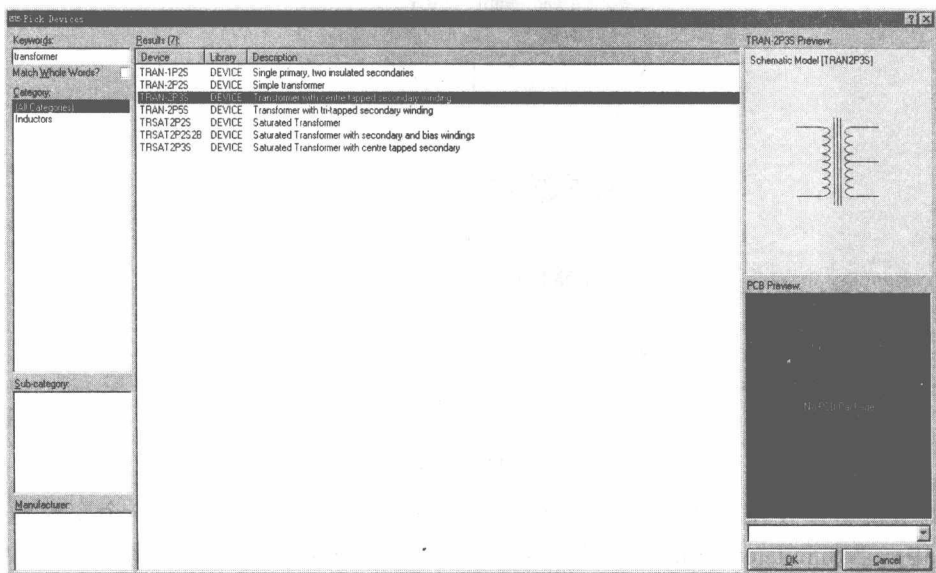 Pick Devices
Keywords:
transformer
Match Whole Words?
Category:
(All Categories)
Inductors
Sub-category:
Manufacturer:
Results (7):
Device Library Description
TRAN-1P2S DEVICE Single primary, two insulated secondaries
TRAN-2P2S DEVICE Simple transformer
TRAN-2P3S DEVICE Transformer with centre tapped secondary winding
TRAN-2P5S DEVICE Transformer with tri-tapped secondary winding
TRSAT2P2S DEVICE Saturated Transformer
TRSAT2P2S2B DEVICE Saturated Transformer with secondary and bias windings
TRSAT2P3S DEVICE Saturated Transformer with centre tapped secondary
TRAN-2P3S Preview:
Schematic Model [TRAN2P3S]
PCB Preview:
No PCB Package
OK Cancel